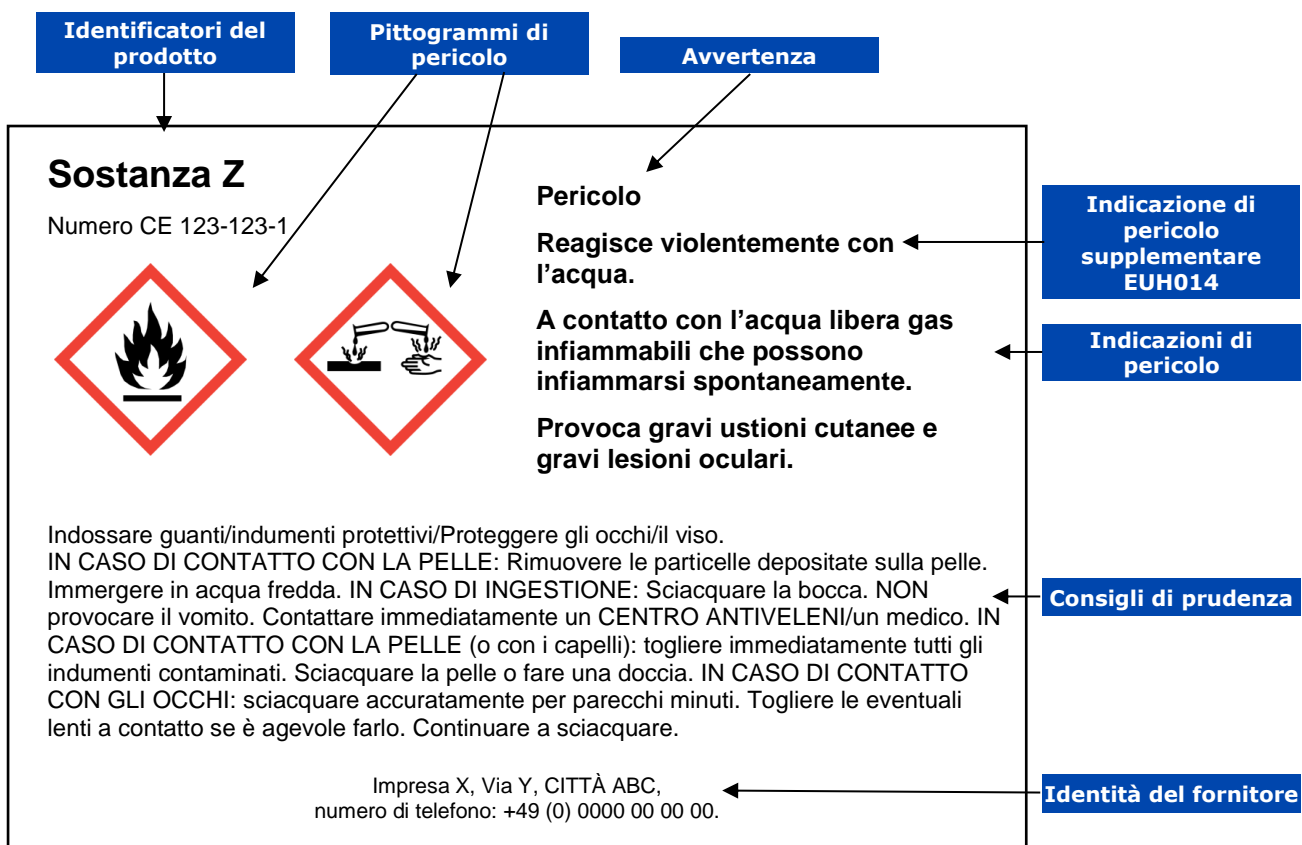 Identificatori del
prodotto
Pittogrammi di
pericolo
Avvertenza
Sostanza Z
Numero CE 123-123-1
Pericolo
Reagisce violentemente con
l'acqua.
A contatto con l'acqua libera gas
infiammabili che possono
infiammarsi spontaneamente.
Provoca gravi ustioni cutanee e
gravi lesioni oculari.
Indicazione di
pericolo
supplementare
EUH014
Indicazioni di
pericolo
Indossare guanti/indumenti protettivi/Proteggere gli occhi/il viso.
IN CASO DI CONTATTO CON LA PELLE: Rimuovere le particelle depositate sulla pelle.
Immergere in acqua fredda. IN CASO DI INGESTIONE: Sciacquare la bocca. NON
provocare il vomito. Contattare immediatamente un CENTRO ANTIVELENI/un medico. IN
CASO DI CONTATTO CON LA PELLE (o con i capelli): togliere immediatamente tutti gli
indumenti contaminati. Sciacquare la pelle o fare una doccia. IN CASO DI CONTATTO
CON GLI OCCHI: sciacquare accuratamente per parecchi minuti. Togliere le eventuali
lenti a contatto se è agevole farlo. Continuare a sciacquare.
Consigli di prudenza
Impresa X, Via Y, CITTÀ ABC,
numero di telefono: +49 (0) 0000 00 00 00.
Identità del fornitore